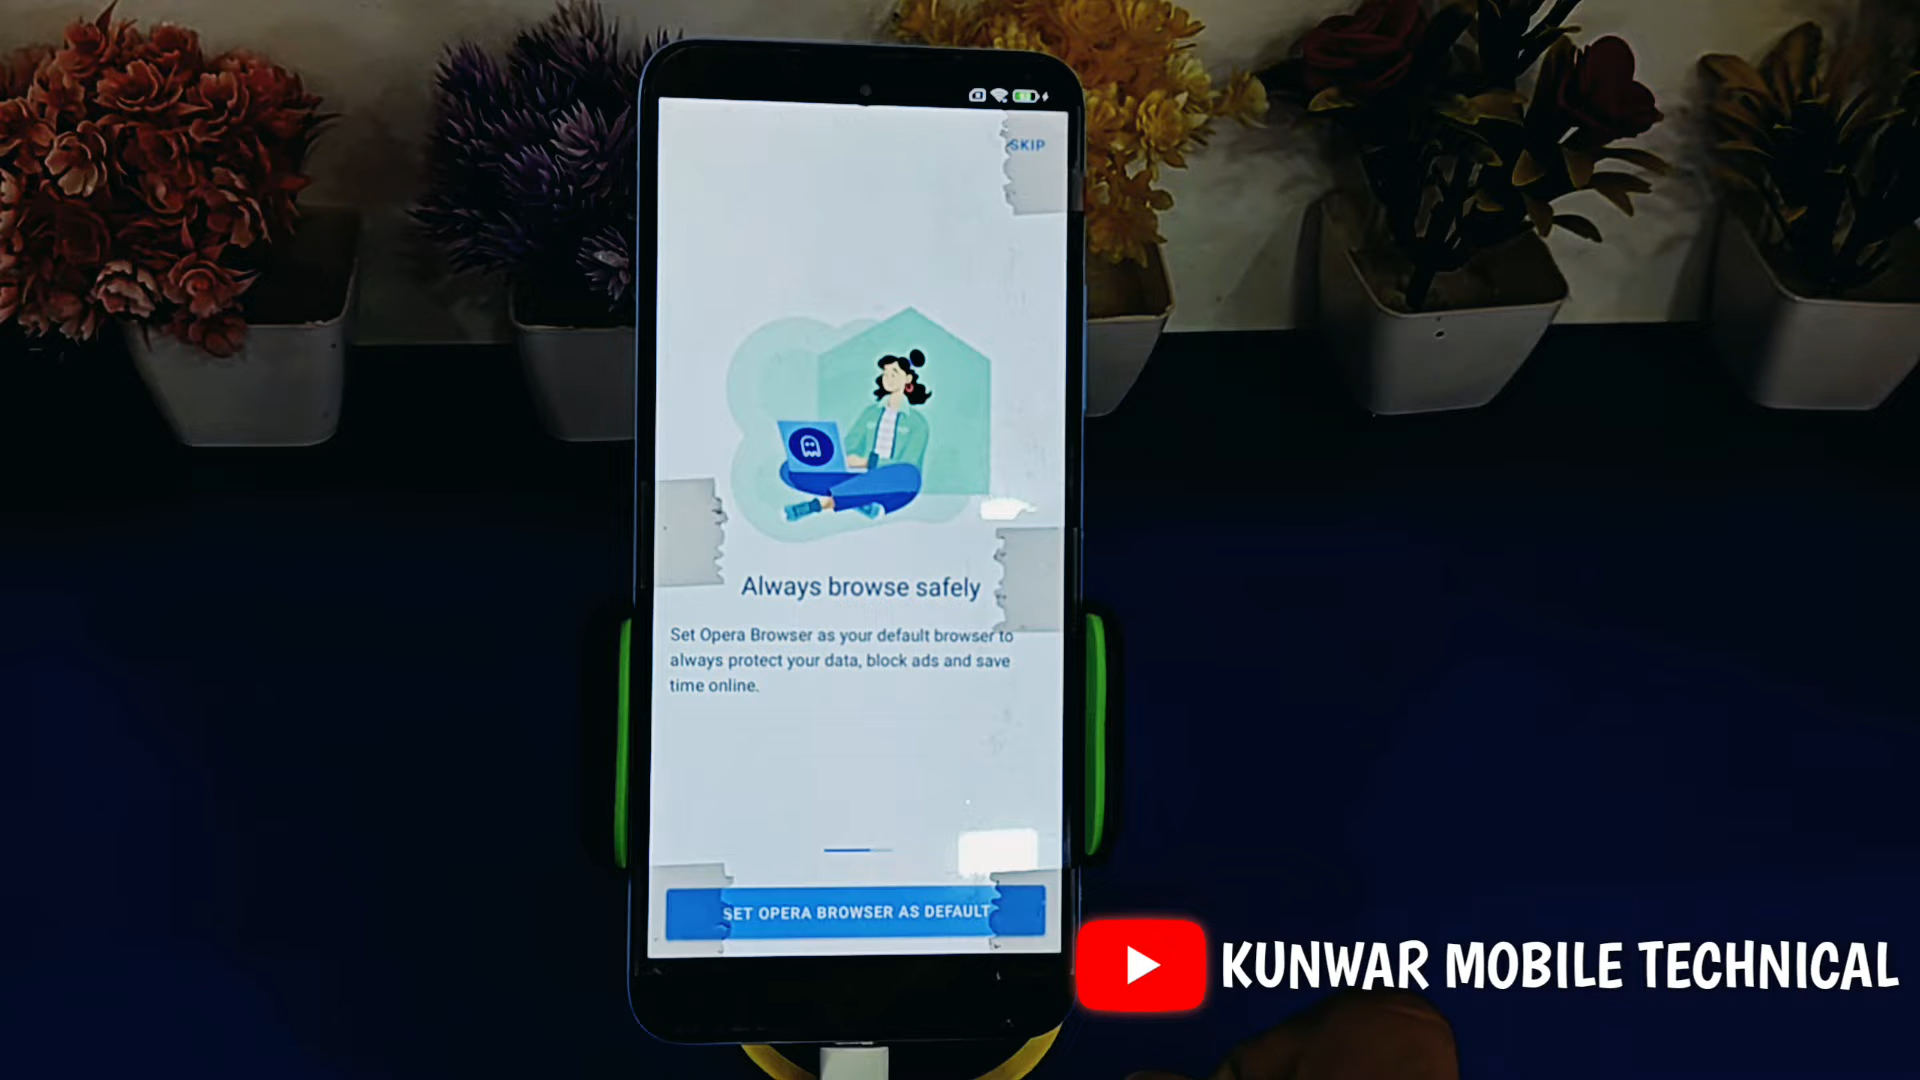 SKIP
Always browse safely
Set Opera Browser as your default browser to
always protect your data, block ads and save
time online.
SET OPERA BROWSER AS DEFAULT
KUNWAR MOBILE TECHNICAL